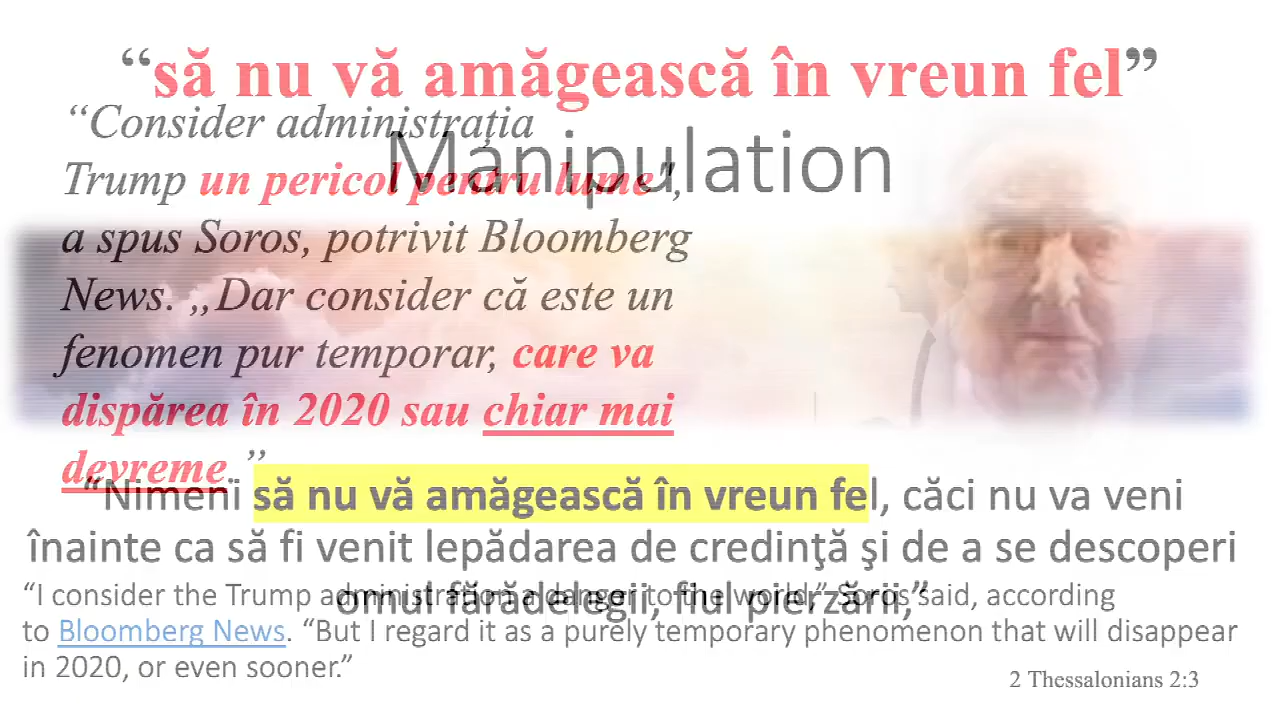 “să nu vă amăgească în vreun fel”
“Consider administrația
Manipulation
Trump un pericol pentru lume”,
a spus Soros, potrivit Bloomberg
News. „Dar consider că este un
fenomen pur temporar, care va
dispărea în 2020 sau chiar mai
devreme.”
“Nimeni să nu vă amăgească în vreun fel, căci nu va veni
înainte ca să fi venit lepădarea de credinţă şi de a se descoperi
omul fărădelegii, fiul pierzării,”
“I consider the Trump administration a danger to the world,” Soros said, according
to Bloomberg News. “But I regard it as a purely temporary phenomenon that will disappear
in 2020, or even sooner.”
2 Thessalonians 2:3